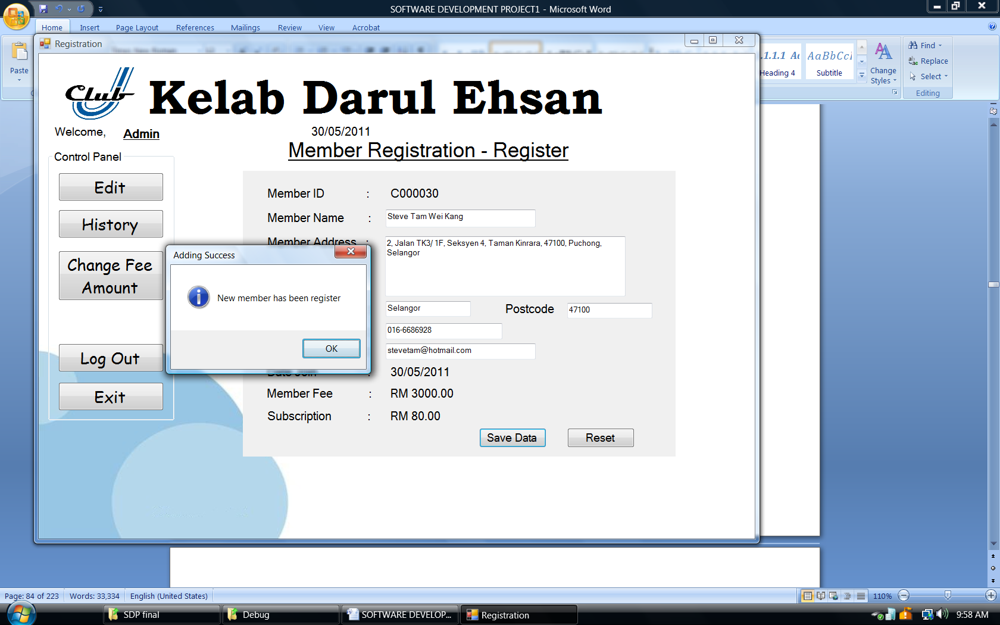 SOFTWARE DEVELOPMENT PROJECT1 - Microsoft Word
Home Insert Page Layout References Mailings Review View Acrobat
Paste
.1.1.1 Ac AaBbCcI
Heading 4 Subtitle
Change Styles
Find
Replace
Select
Editing
Registration
Club
Kelab Darul Ehsan
Welcome, Admin
30/05/2011
Member Registration - Register
Control Panel
Edit
History
Change Fee
Amount
Log Out
Exit
Member ID : C000030
Member Name : Steve Tam Wei Kang
Member Address : 2, Jalan TK3/ 1F, Seksyen 4, Taman Kinrara, 47100, Puchong,
Selangor
Selangor Postcode 47100
016-6686928
stevetam@hotmail.com
Date Join : 30/05/2011
Member Fee : RM 3000.00
Subscription : RM 80.00
Save Data Reset
Adding Success
New member has been register
OK
Page: 84 of 223 Words: 33,334 English (United States) 110%
SDP final Debug SOFTWARE DEVELOP... Registration 9:58 AM